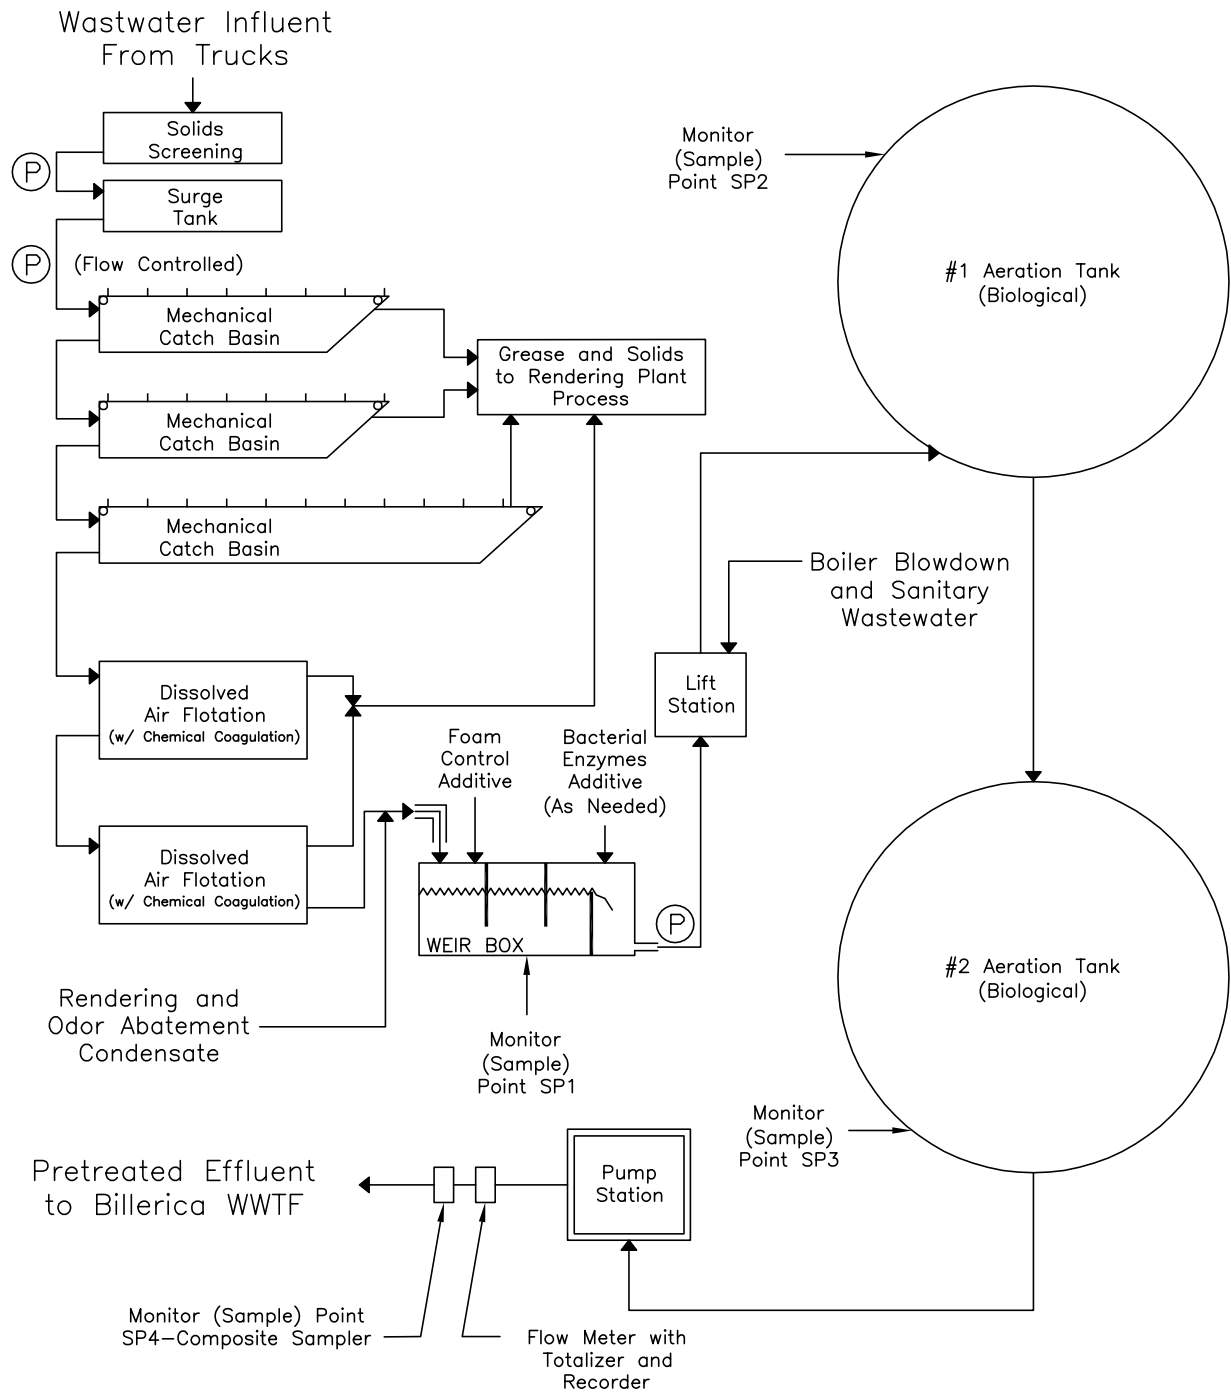 Wastwater Influent
From Trucks
Solids
Screening
P
Surge
Tank
P
(Flow Controlled)
Mechanical
Catch Basin
Mechanical
Catch Basin
Mechanical
Catch Basin
Grease and Solids
to Rendering Plant
Process
Monitor
(Sample)
Point SP2
#1 Aeration Tank
(Biological)
Boiler Blowdown
and Sanitary
Wastewater
Lift
Station
Dissolved
Air Flotation
(w/ Chemical Coagulation)
Dissolved
Air Flotation
(w/ Chemical Coagulation)
Foam
Control
Additive
Bacterial
Enzymes
Additive
(As Needed)
WEIR BOX
P
Rendering and
Odor Abatement
Condensate
Monitor
(Sample)
Point SP1
#2 Aeration Tank
(Biological)
Monitor
(Sample)
Point SP3
Pump
Station
Pretreated Effluent
to Billerica WWTF
Monitor (Sample) Point
SP4-Composite Sampler
Flow Meter with
Totalizer and
Recorder